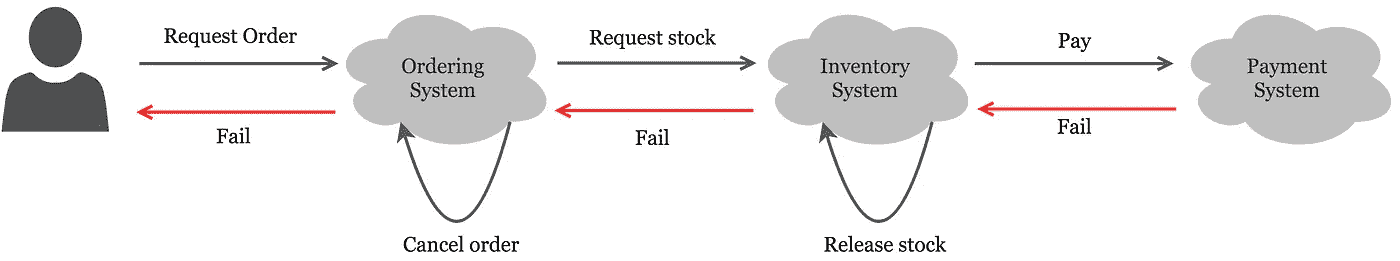 Request Order
Request stock
Pay
Ordering
System
Inventory
System
Payment
System
Fail
Fail
Fail
Cancel order
Release stock